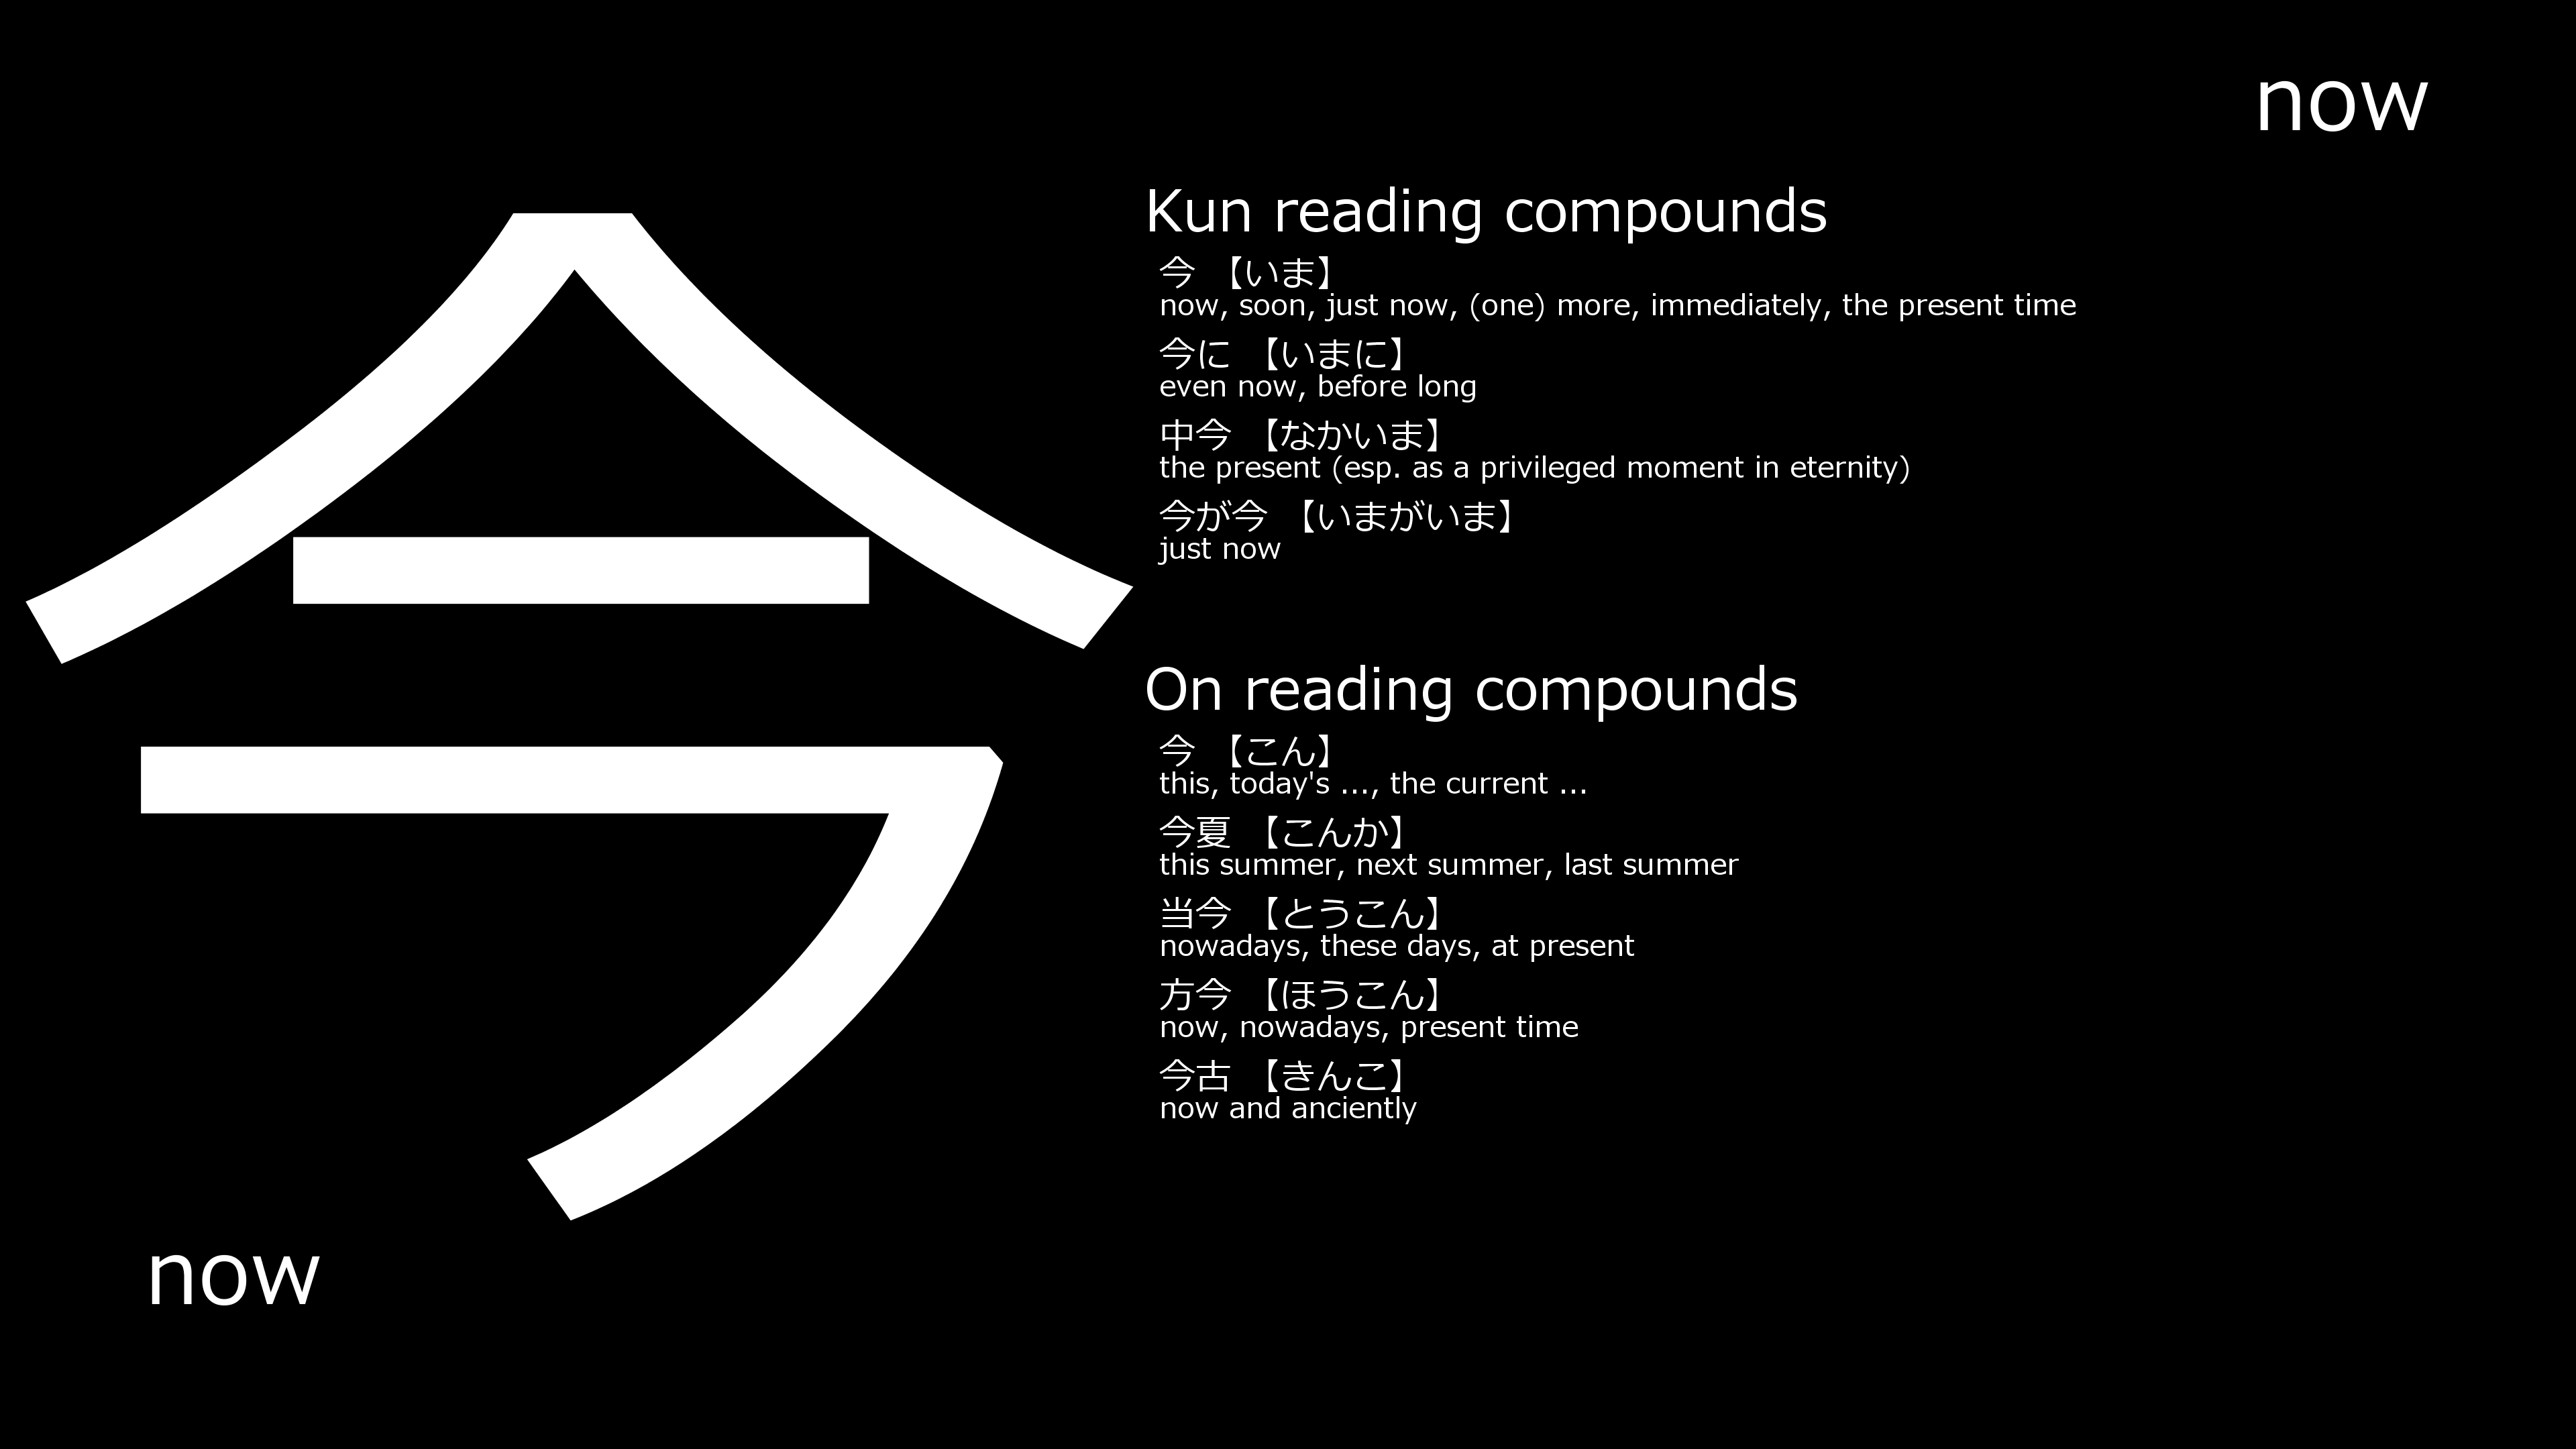 now
今
Kun reading compounds
今 【いま】
now, soon, just now, (one) more, immediately, the present time
今に 【いまに】
even now, before long
中今 【なかいま】
the present (esp. as a privileged moment in eternity)
今が今 【いまがいま】
just now
On reading compounds
今 【こん】
this, today's ..., the current ...
今夏 【こんか】
this summer, next summer, last summer
当今 【とうこん】
nowadays, these days, at present
方今 【ほうこん】
now, nowadays, present time
今古 【きんこ】
now and anciently
now